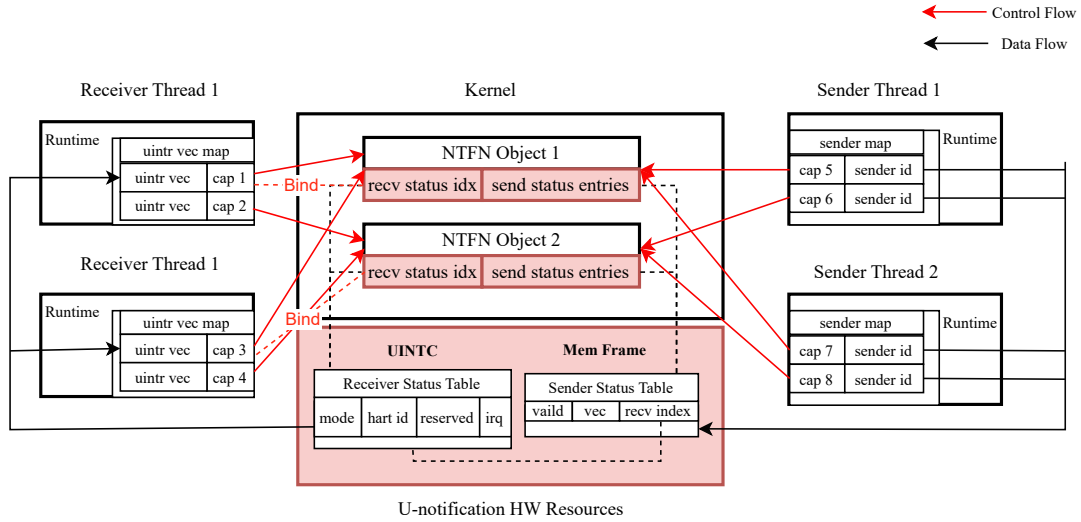 Control Flow
Data Flow
Receiver Thread 1
Kernel
Sender Thread 1
Runtime
uintr vec map
uintr vec cap 1
uintr vec cap 2
Bind
NTFN Object 1
recv status idx send status entries
NTFN Object 2
recv status idx send status entries
sender map
Runtime
cap 5 sender id
cap 6 sender id
Receiver Thread 1
Sender Thread 2
Runtime
uintr vec map
uintr vec cap 3
uintr vec cap 4
Bind
sender map
Runtime
cap 7 sender id
cap 8 sender id
UINTC
Mem Frame
Receiver Status Table
mode hart id reserved irq
Sender Status Table
vaild vec recv index
U-notification HW Resources